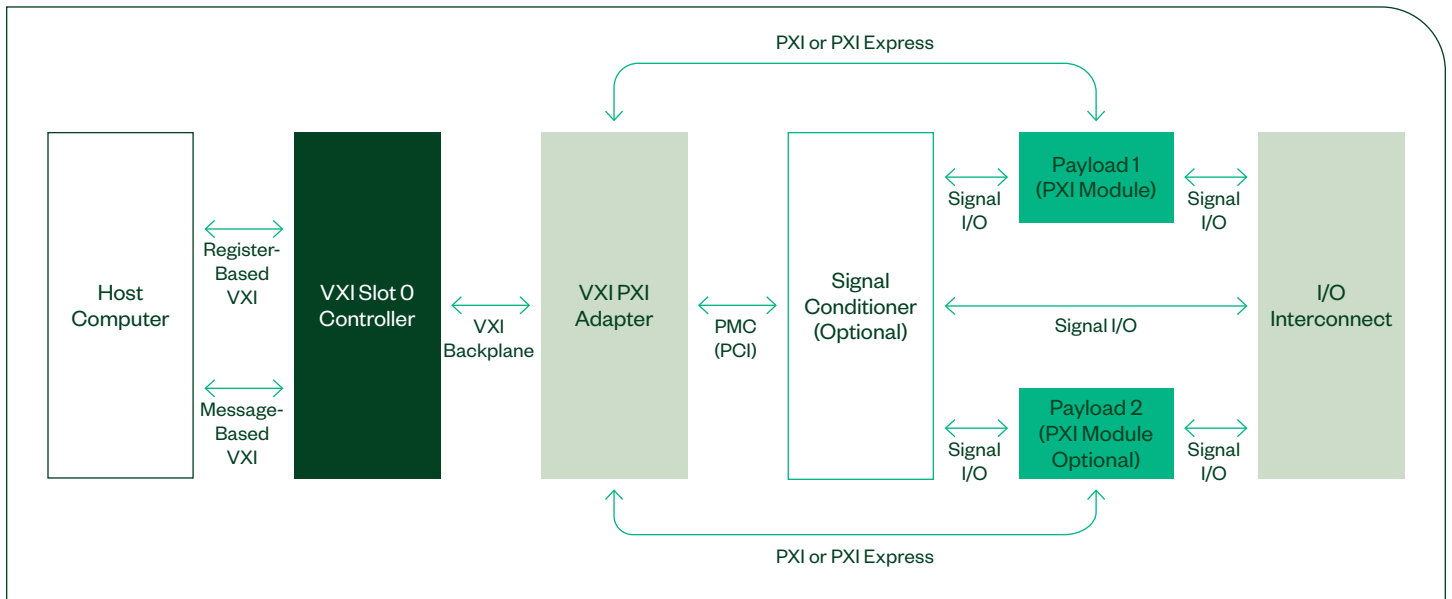 PXI or PXI Express
Host
Computer
Register-
Based
VXI
Message-
Based
VXI
VXI Slot 0
Controller
VXI
Backplane
VXI PXI
Adapter
PMC
(PCI)
Signal
Conditioner
(Optional)
Signal
I/O
Payload 1
(PXI Module)
Signal
I/O
Signal I/O
Signal
I/O
Payload 2
(PXI Module
Optional)
Signal
I/O
I/O
Interconnect
PXI or PXI Express